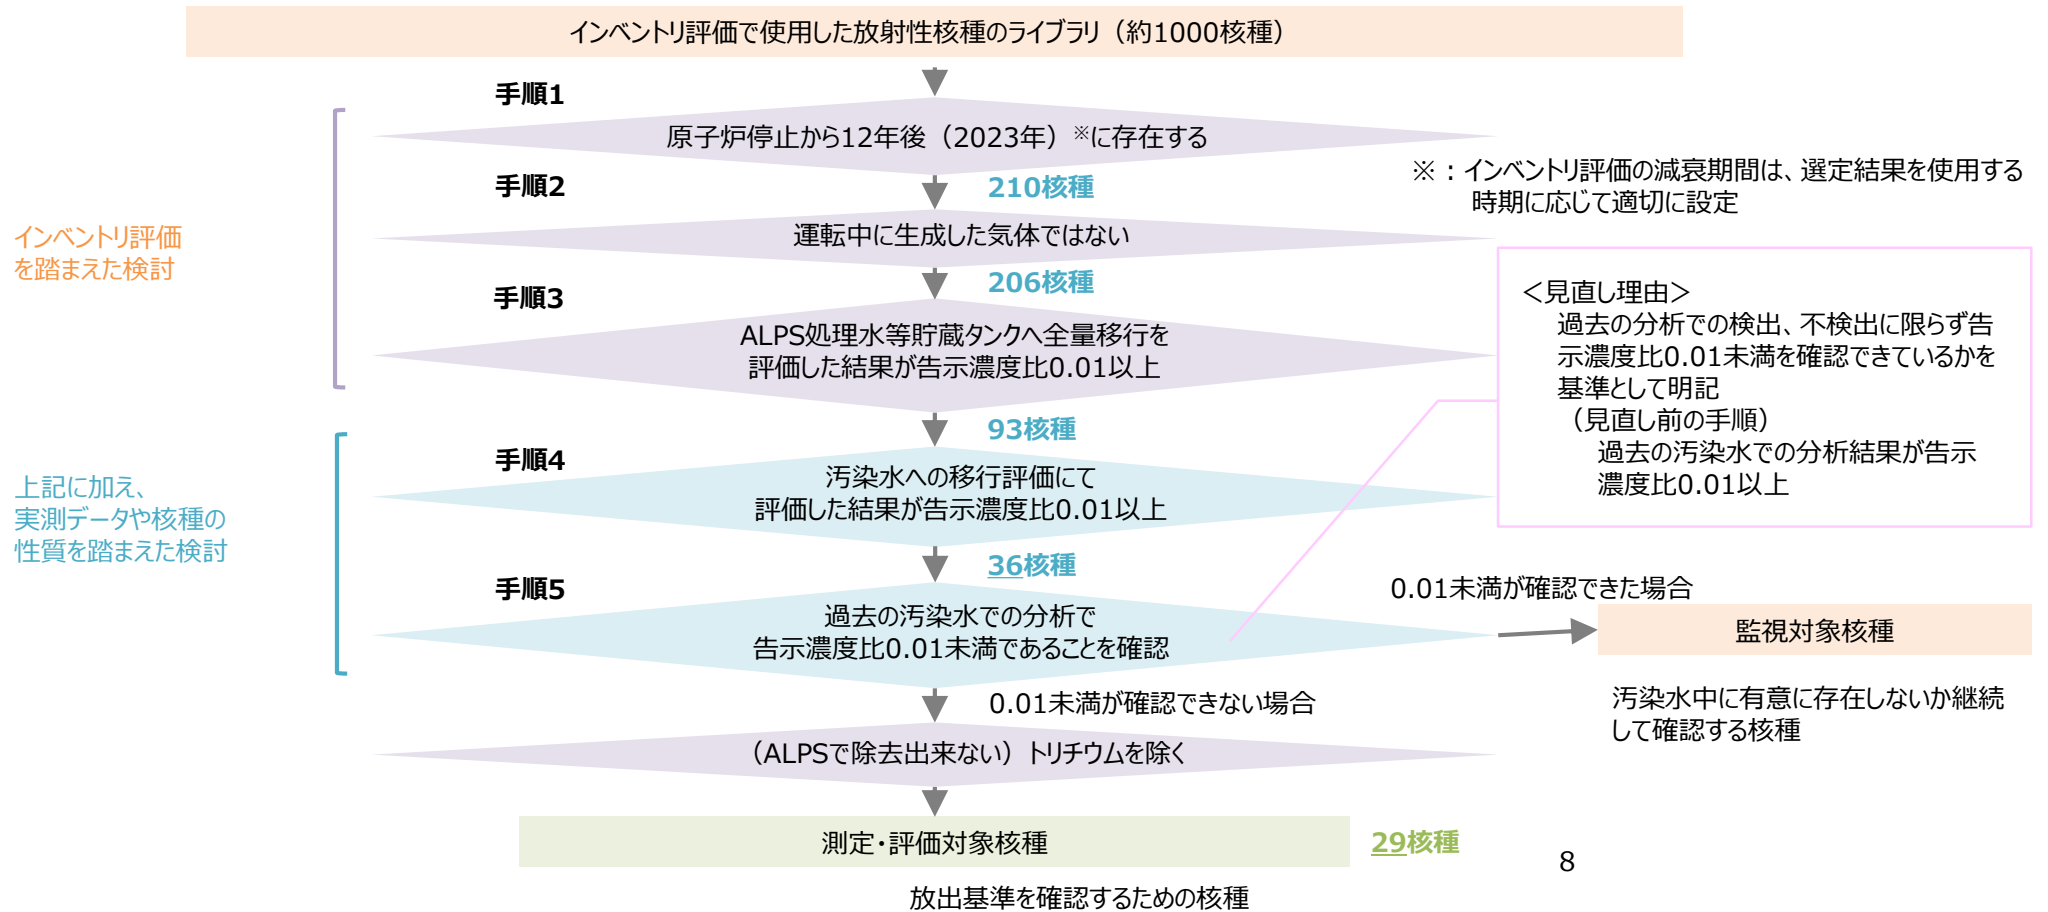 インベントリ評価で使用した放射性核種のライブラリ（約1000核種）
手順1
原子炉停止から12年後（2023年）※に存在する
※：インベントリ評価の減衰期間は、選定結果を使用する
時期に応じて適切に設定
手順2
210核種
運転中に生成した気体ではない
インベントリ評価
を踏まえた検討
206核種
手順3
ALPS処理水等貯蔵タンクへ全量移行を
評価した結果が告示濃度比0.01以上
＜見直し理由＞
過去の分析での検出、不検出に限らず告
示濃度比0.01未満を確認できているかを
基準として明記
（見直し前の手順）
過去の汚染水での分析結果が告示
濃度比0.01以上
93核種
手順4
汚染水への移行評価にて
評価した結果が告示濃度比0.01以上
上記に加え、
実測データや核種の
性質を踏まえた検討
36核種
手順5
過去の汚染水での分析で
告示濃度比0.01未満であることを確認
0.01未満が確認できた場合
監視対象核種
汚染水中に有意に存在しないか継続
して確認する核種
0.01未満が確認できない場合
（ALPSで除去出来ない）トリチウムを除く
測定・評価対象核種
29核種
8
放出基準を確認するための核種